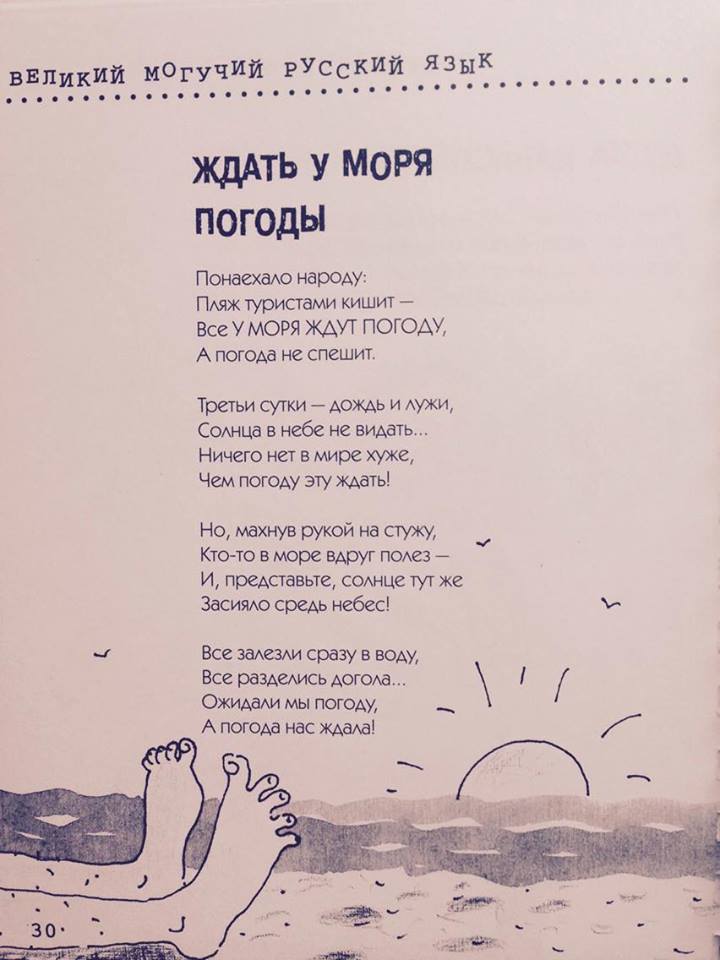 ВЕЛИКИЙ МОГУЧИЙ РУССКИЙ ЯЗЫК
ЖДАТЬ У МОРЯ
ПОГОДЫ
Понаехало народу:
Пляж туристами кишит —
Все У МОРЯ ЖДУТ ПОГОДУ,
А погода не спешит.
Третьи сутки — дождь и лужи,
Солнца в небе не видать...
Ничего нет в мире хуже,
Чем погоду эту ждать!
Но, махнув рукой на стужу,
Кто-то в море вдруг полез —
И, представьте, солнце тут же
Засияло средь небес!
Все залезли сразу в воду,
Все разделись догола...
Ожидали мы погоду,
А погода нас ждала!
30